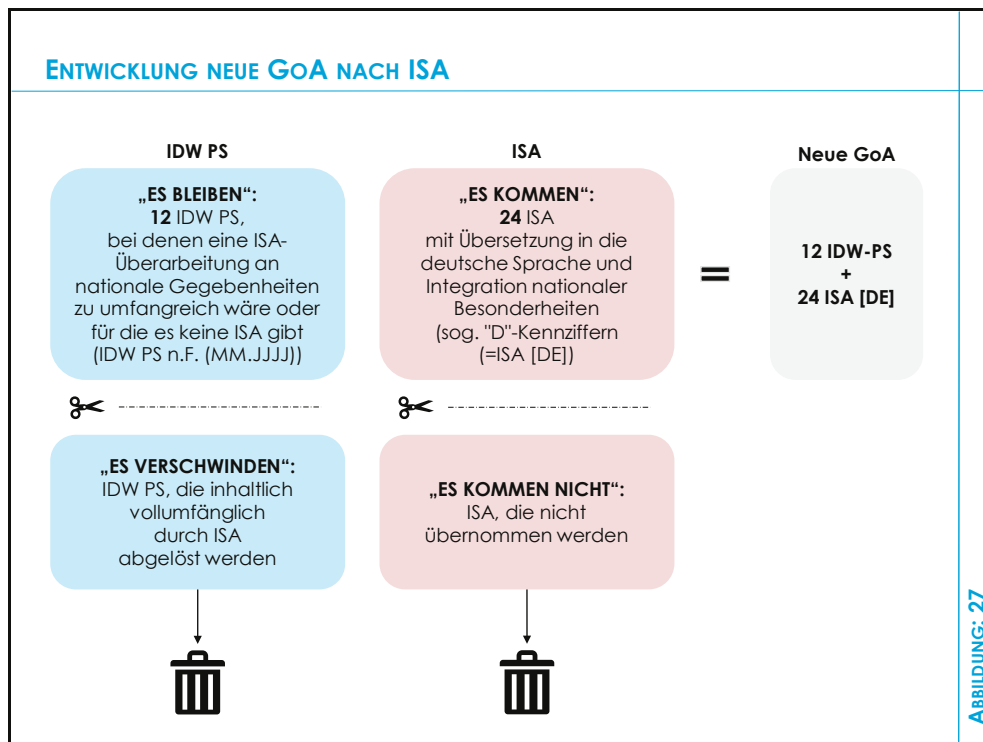 ENTWICKLUNG NEUE GOA NACH ISA
IDW PS
„ES BLEIBEN“:
12 IDW PS,
bei denen eine ISA-
Überarbeitung an
nationale Gegebenheiten
zu umfangreich wäre oder
für die es keine ISA gibt
(IDW PS n.F. (MM.JJJJ))
ISA
„ES KOMMEN“:
24 ISA
mit Übersetzung in die
deutsche Sprache und
Integration nationaler
Besonderheiten
(sog. "D"-Kennziffern
(=ISA [DE])
=
Neue GoA
12 IDW-PS
+
24 ISA [DE]
„ES VERSCHWINDEN“:
IDW PS, die inhaltlich
vollumfänglich
durch ISA
abgelöst werden
„ES KOMMEN NICHT“:
ISA, die nicht
übernommen werden
ABBILDUNG: 27